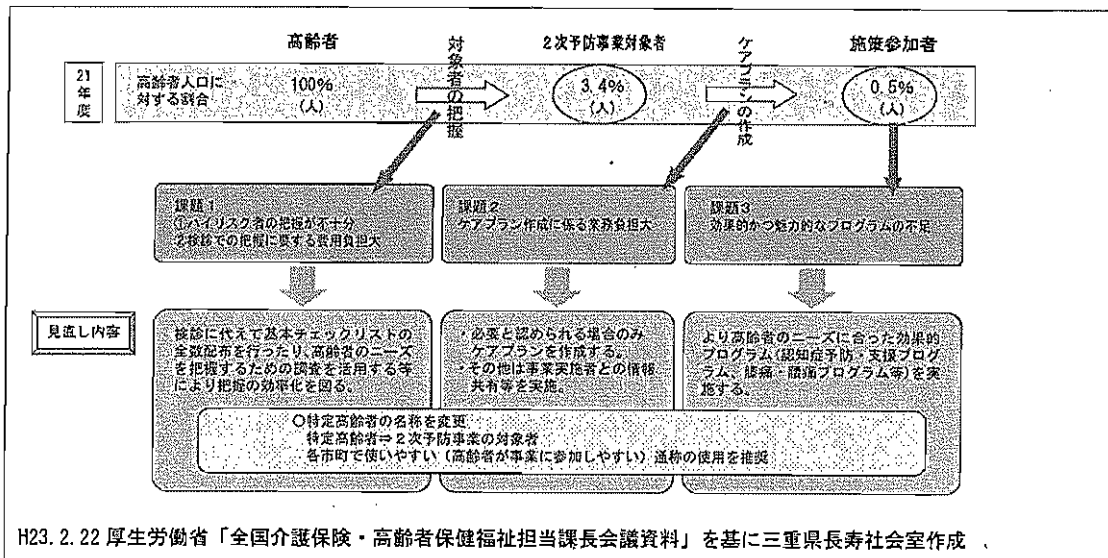 高齢者
2次予防事業対象者
施策参加者
21年度
高齢者人口に
対する割合
100%
(人)
対象者の把握
3.4%
(人)
ケアプランの作成
0.5%
(人)
課題1
①ハイリスク者の把握が不十分
②検診での把握に要する費用負担大
課題2
ケアプラン作成に係る業務負担大
課題3
効果的かつ魅力的なプログラムの不足
見直し内容
検診に代えて基本チェックリストの
全数配布を行ったり、高齢者のニーズ
を把握するための調査を活用する等
により把握の効率化を図る。
・必要と認められる場合のみ
ケアプランを作成する。
・その他は事業実施者との情報
共有等を実施。
より高齢者のニーズに合った効果的
プログラム(認知症予防・支援プログ
ラム、膝痛・腰痛プログラム等)を実
施する。
〇特定高齢者の名称を変更
特定高齢者⇒2次予防事業の対象者
各市町で使いやすい(高齢者が事業に参加しやすい)通称の使用を推奨
H23.2.22 厚生労働省「全国介護保険・高齢者保健福祉担当課長会議資料」を基に三重県長寿社会室作成